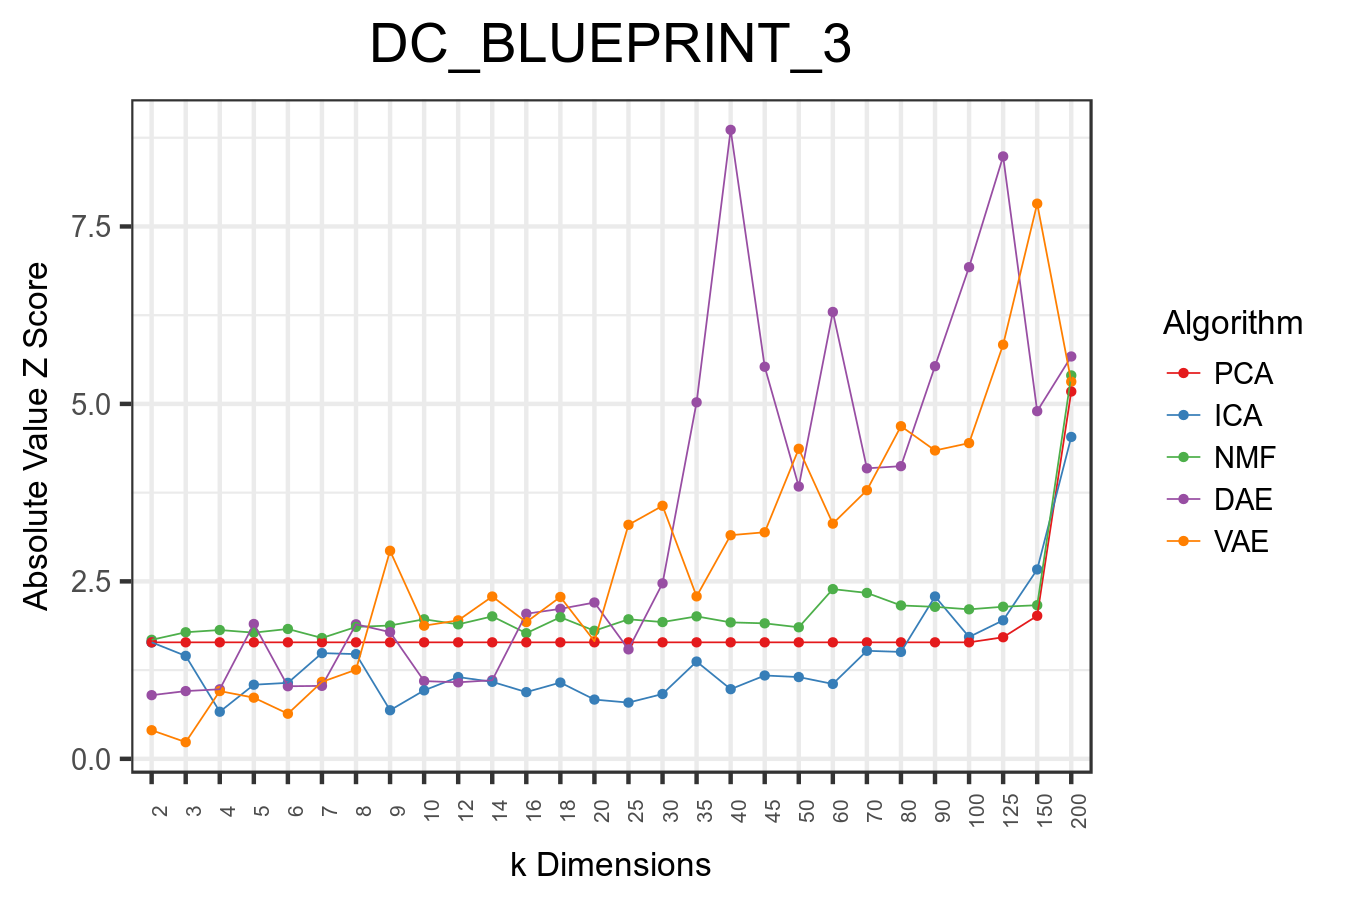 DC_BLUEPRINT_3
Absolute Value Z Score
7.5
5.0
2.5
0.0
2 3 4 5 6 7 8 9 10 12 14 16 18 20 25 30 35 40 45 50 60 70 80 90 100 125 150 200
k Dimensions
Algorithm
PCA
ICA
NMF
DAE
VAE